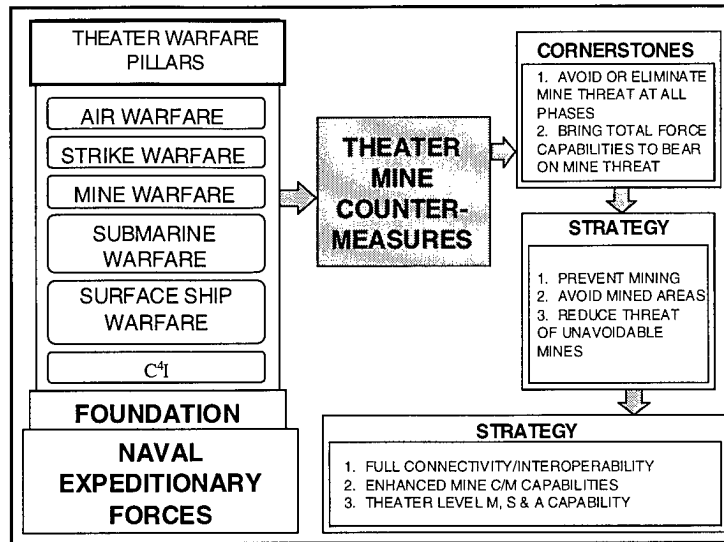 THEATER WARFARE
PILLARS
AIR WARFARE
STRIKE WARFARE
MINE WARFARE
SUBMARINE
WARFARE
SURFACE SHIP
WARFARE
C⁴I
FOUNDATION
NAVAL
EXPEDITIONARY
FORCES
THEATER
MINE
COUNTER-
MEASURES
CORNERSTONES
1. AVOID OR ELIMINATE
MINE THREAT AT ALL
PHASES
2. BRING TOTAL FORCE
CAPABILITIES TO BEAR
ON MINE THREAT
STRATEGY
1. PREVENT MINING
2. AVOID MINED AREAS
3. REDUCE THREAT
OF UNAVOIDABLE
MINES
STRATEGY
1. FULL CONNECTIVITY/INTEROPERABILITY
2. ENHANCED MINE C/M CAPABILITIES
3. THEATER LEVEL M, S & A CAPABILITY